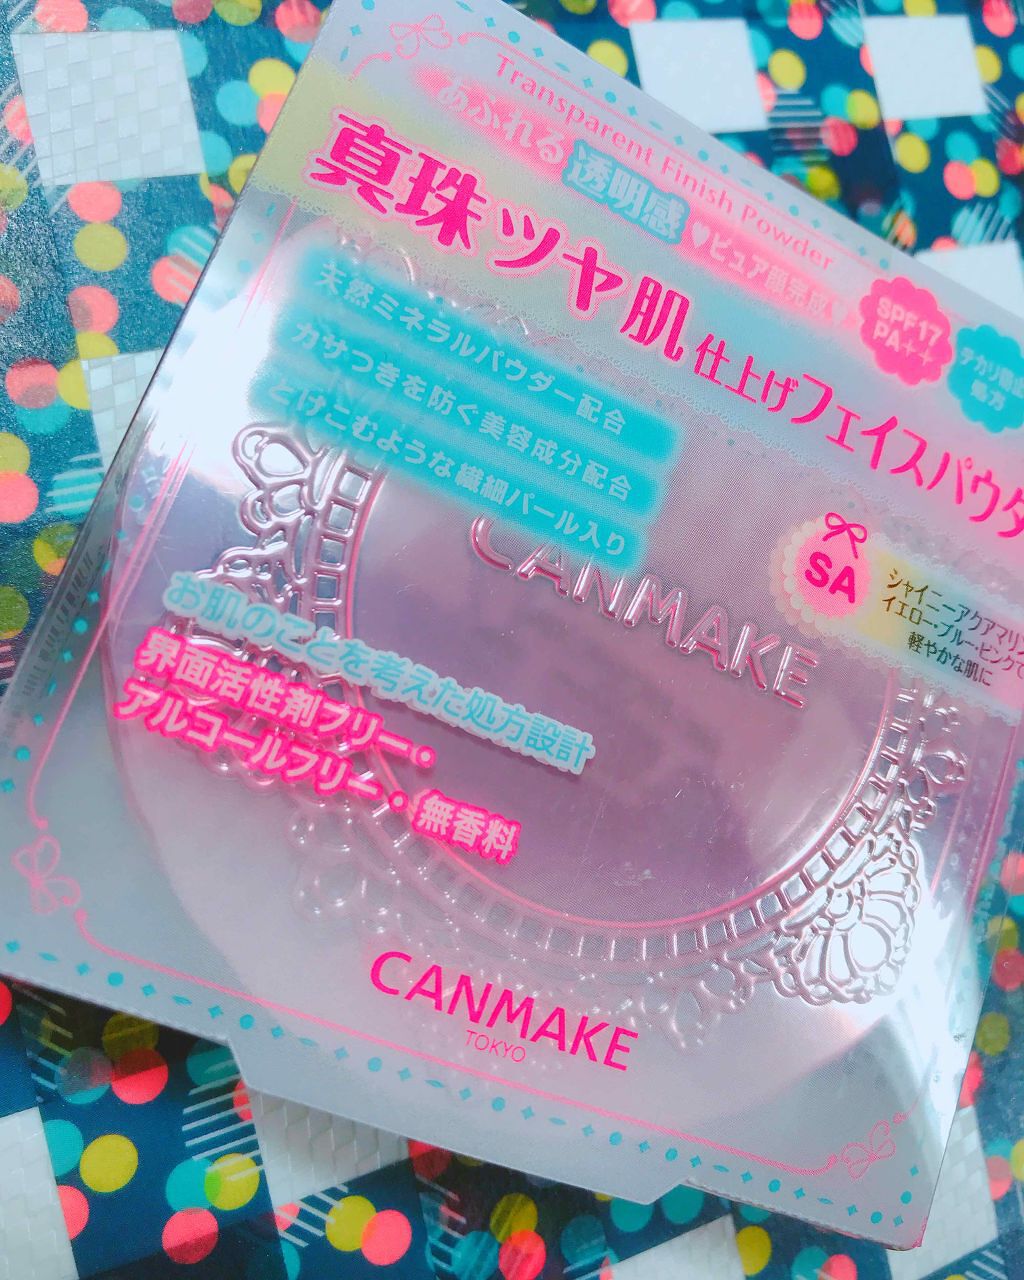 Transparent Finish Powder
あふれる透明感♥ピュア顔完成♥
真珠ツヤ肌仕上げフェイスパウダ
SPF17
PA++
テカリ防止
処方
天然ミネラルパウダー配合
カサつきを防ぐ美容成分配合
とけこむような繊細パール入り
CANMAKE
SA
シャイニーアクアマリン
イエロー・ブルー・ピンクで
軽やかな肌に
お肌のことを考えた処方設計
界面活性剤フリー・
アルコールフリー・無香料
CANMAKE
TOKYO